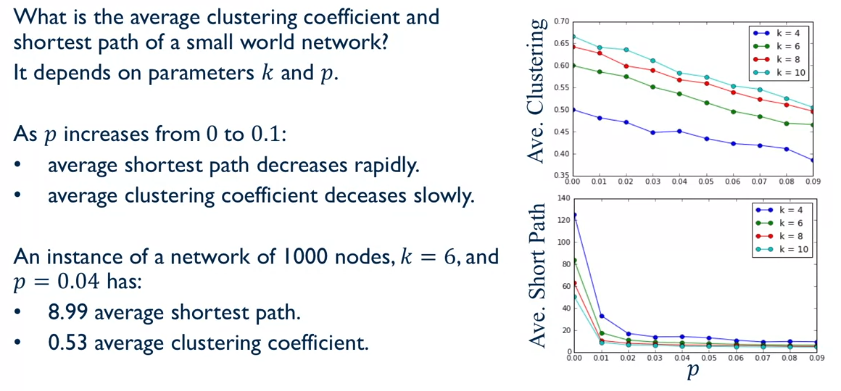 What is the average clustering coefficient and
shortest path of a small world network?
It depends on parameters k and p.
As p increases from 0 to 0.1:
• average shortest path decreases rapidly.
• average clustering coefficient deceases slowly.
An instance of a network of 1000 nodes, k = 6, and
p = 0.04 has:
• 8.99 average shortest path.
• 0.53 average clustering coefficient.
Ave. Clustering
0.70
0.65
0.60
0.55
0.50
0.45
0.40
0.35
k = 4
k = 6
k = 8
k = 10
0.00 0.01 0.02 0.03 0.04 0.05 0.06 0.07 0.08 0.09
Ave. Short Path
140
120
100
80
60
40
20
0
k = 4
k = 6
k = 8
k = 10
0.00 0.01 0.02 0.03 0.04 0.05 0.06 0.07 0.08 0.09
p